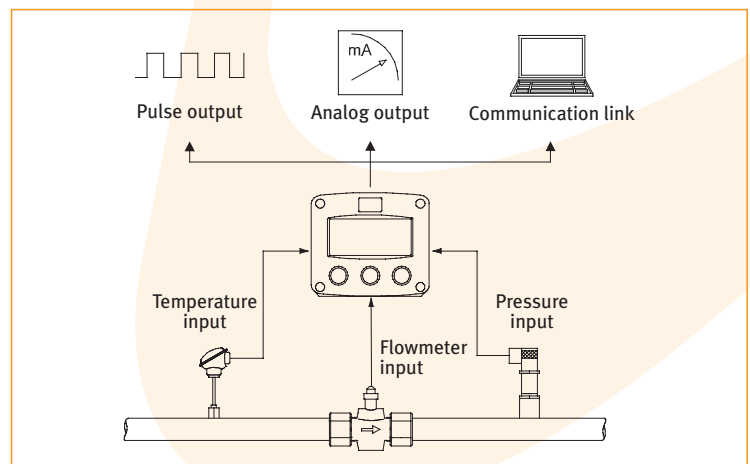 mA
Pulse output
Analog output
Communication link
Temperature
input
Pressure
input
Flowmeter
input